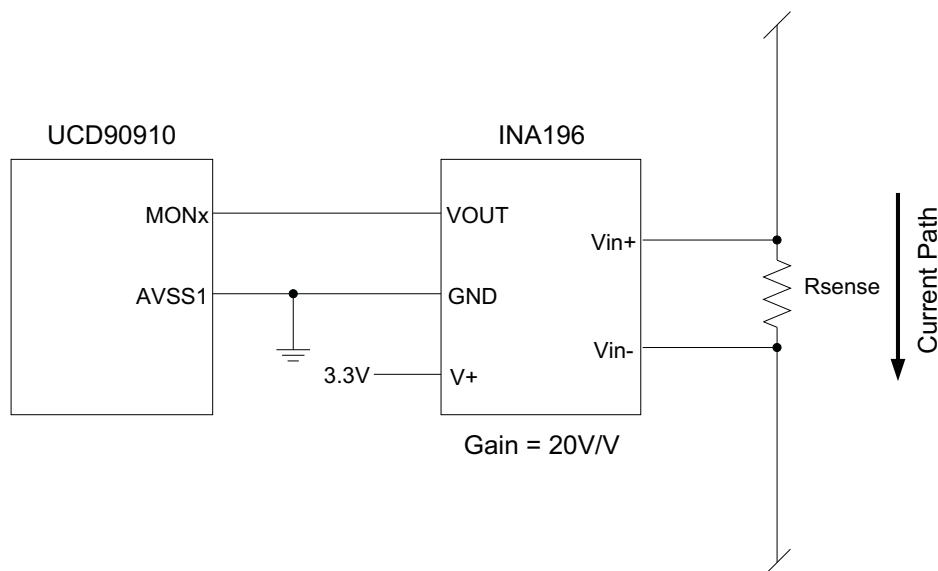 UCD90910
INA196
MONx
AVSS1
VOUT
GND
V+
Vin+
Vin-
3.3V
Rsense
Current Path
Gain = 20V/V